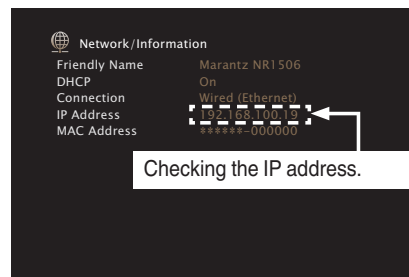 Network/Information
Friendly Name Marantz NR1506
DHCP On
Connection Wired (Ethernet)
IP Address 192.168.100.19
MAC Address ******-000000
Checking the IP address.